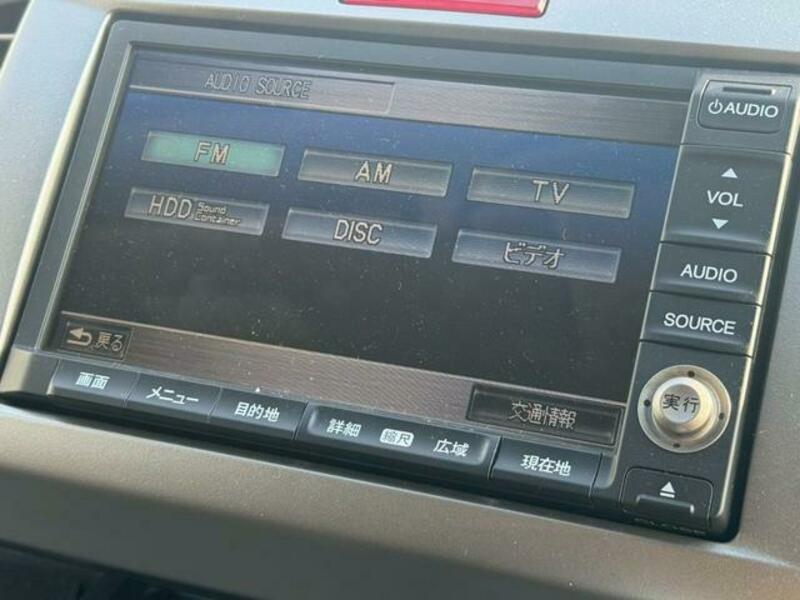 AUDIO SOURCE
FM
AM
TV
HDD Sound Container
DISC
ビデオ
戻る
交通情報
AUDIO
VOL
AUDIO
SOURCE
実行
画面
メニュー
目的地
詳細
縮尺
広域
現在地
CLOSE